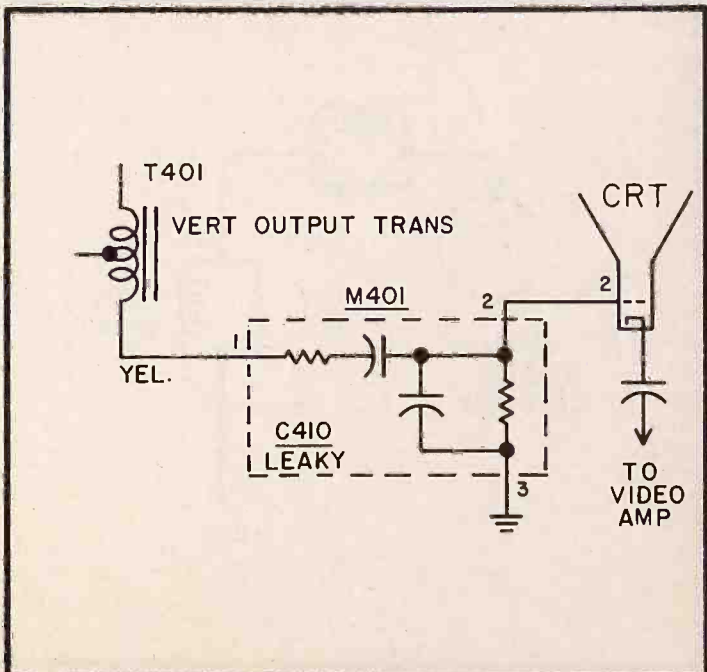 T401
VERT OUTPUT TRANS
CRT
M401
2
2
1
YEL.
C410
LEAKY
3
TO
VIDEO
AMP